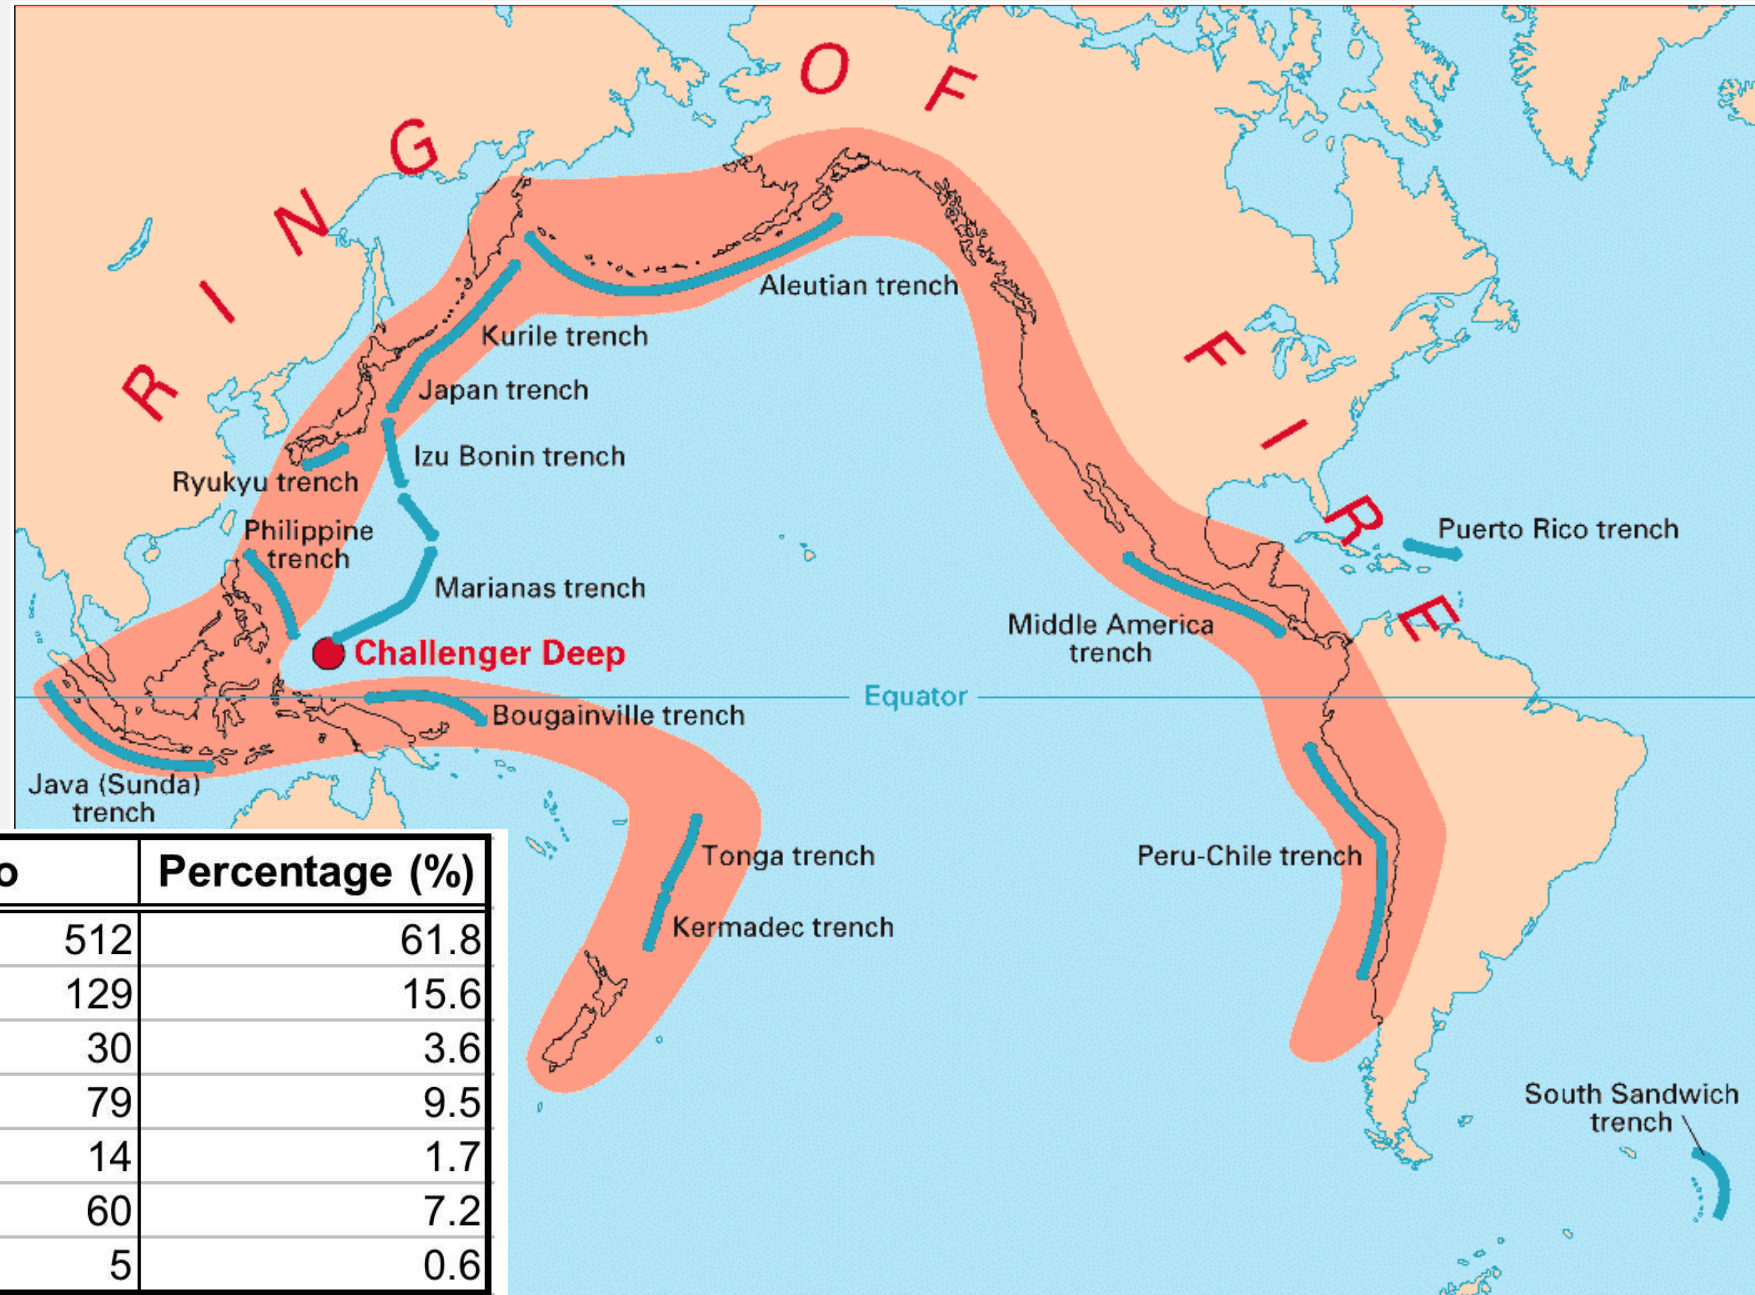 RING OF FIRE
Aleutian trench
Kurile trench
Japan trench
Izu Bonin trench
Ryukyu trench
Philippine
trench
Marianas trench
Challenger Deep
Puerto Rico trench
Middle America
trench
Equator
Bougainville trench
Java (Sunda)
trench
Tonga trench
Kermadec trench
Peru-Chile trench
South Sandwich
trench
o Percentage (%)
512 61.8
129 15.6
30 3.6
79 9.5
14 1.7
60 7.2
5 0.6